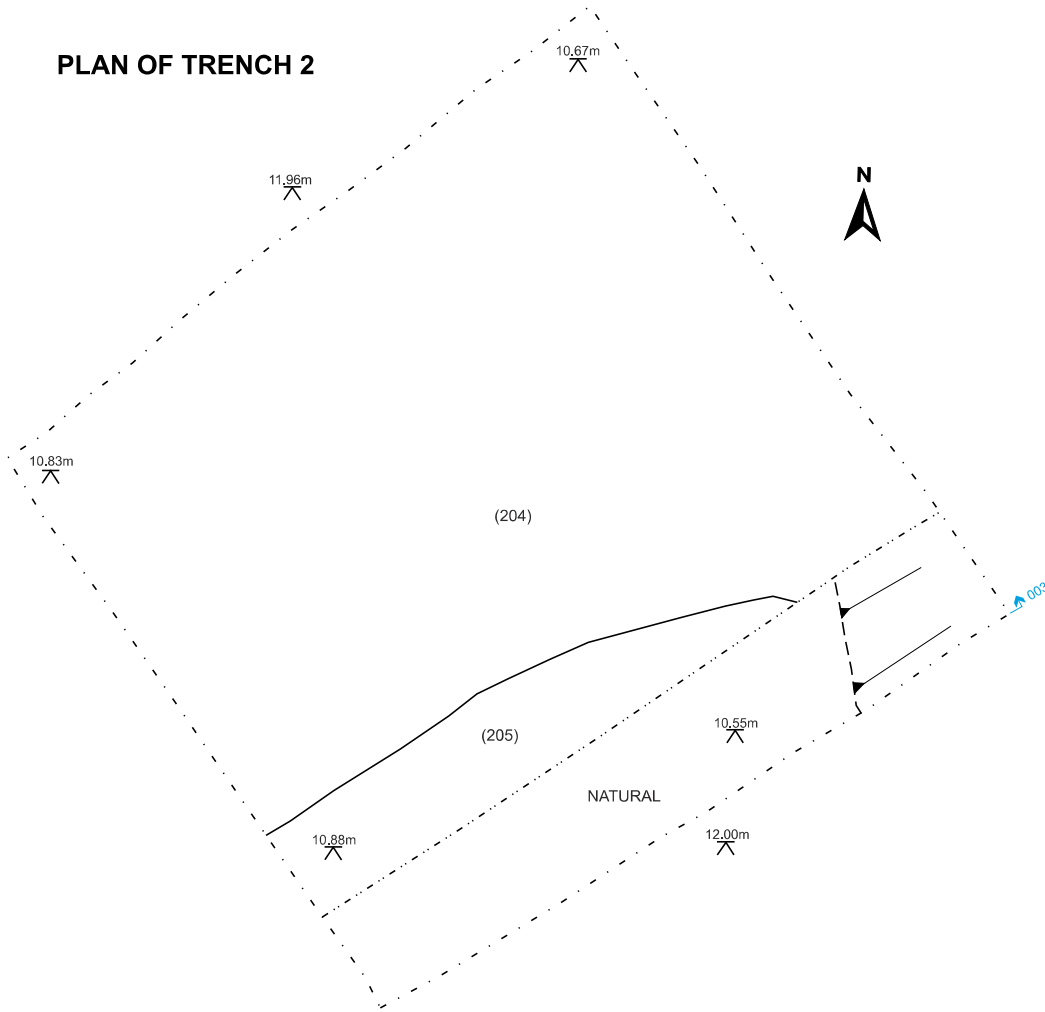 PLAN OF TRENCH 2
10.67m
11.96m
N
10.83m
(204)
003
(205)
10.55m
NATURAL
10.88m
12.00m